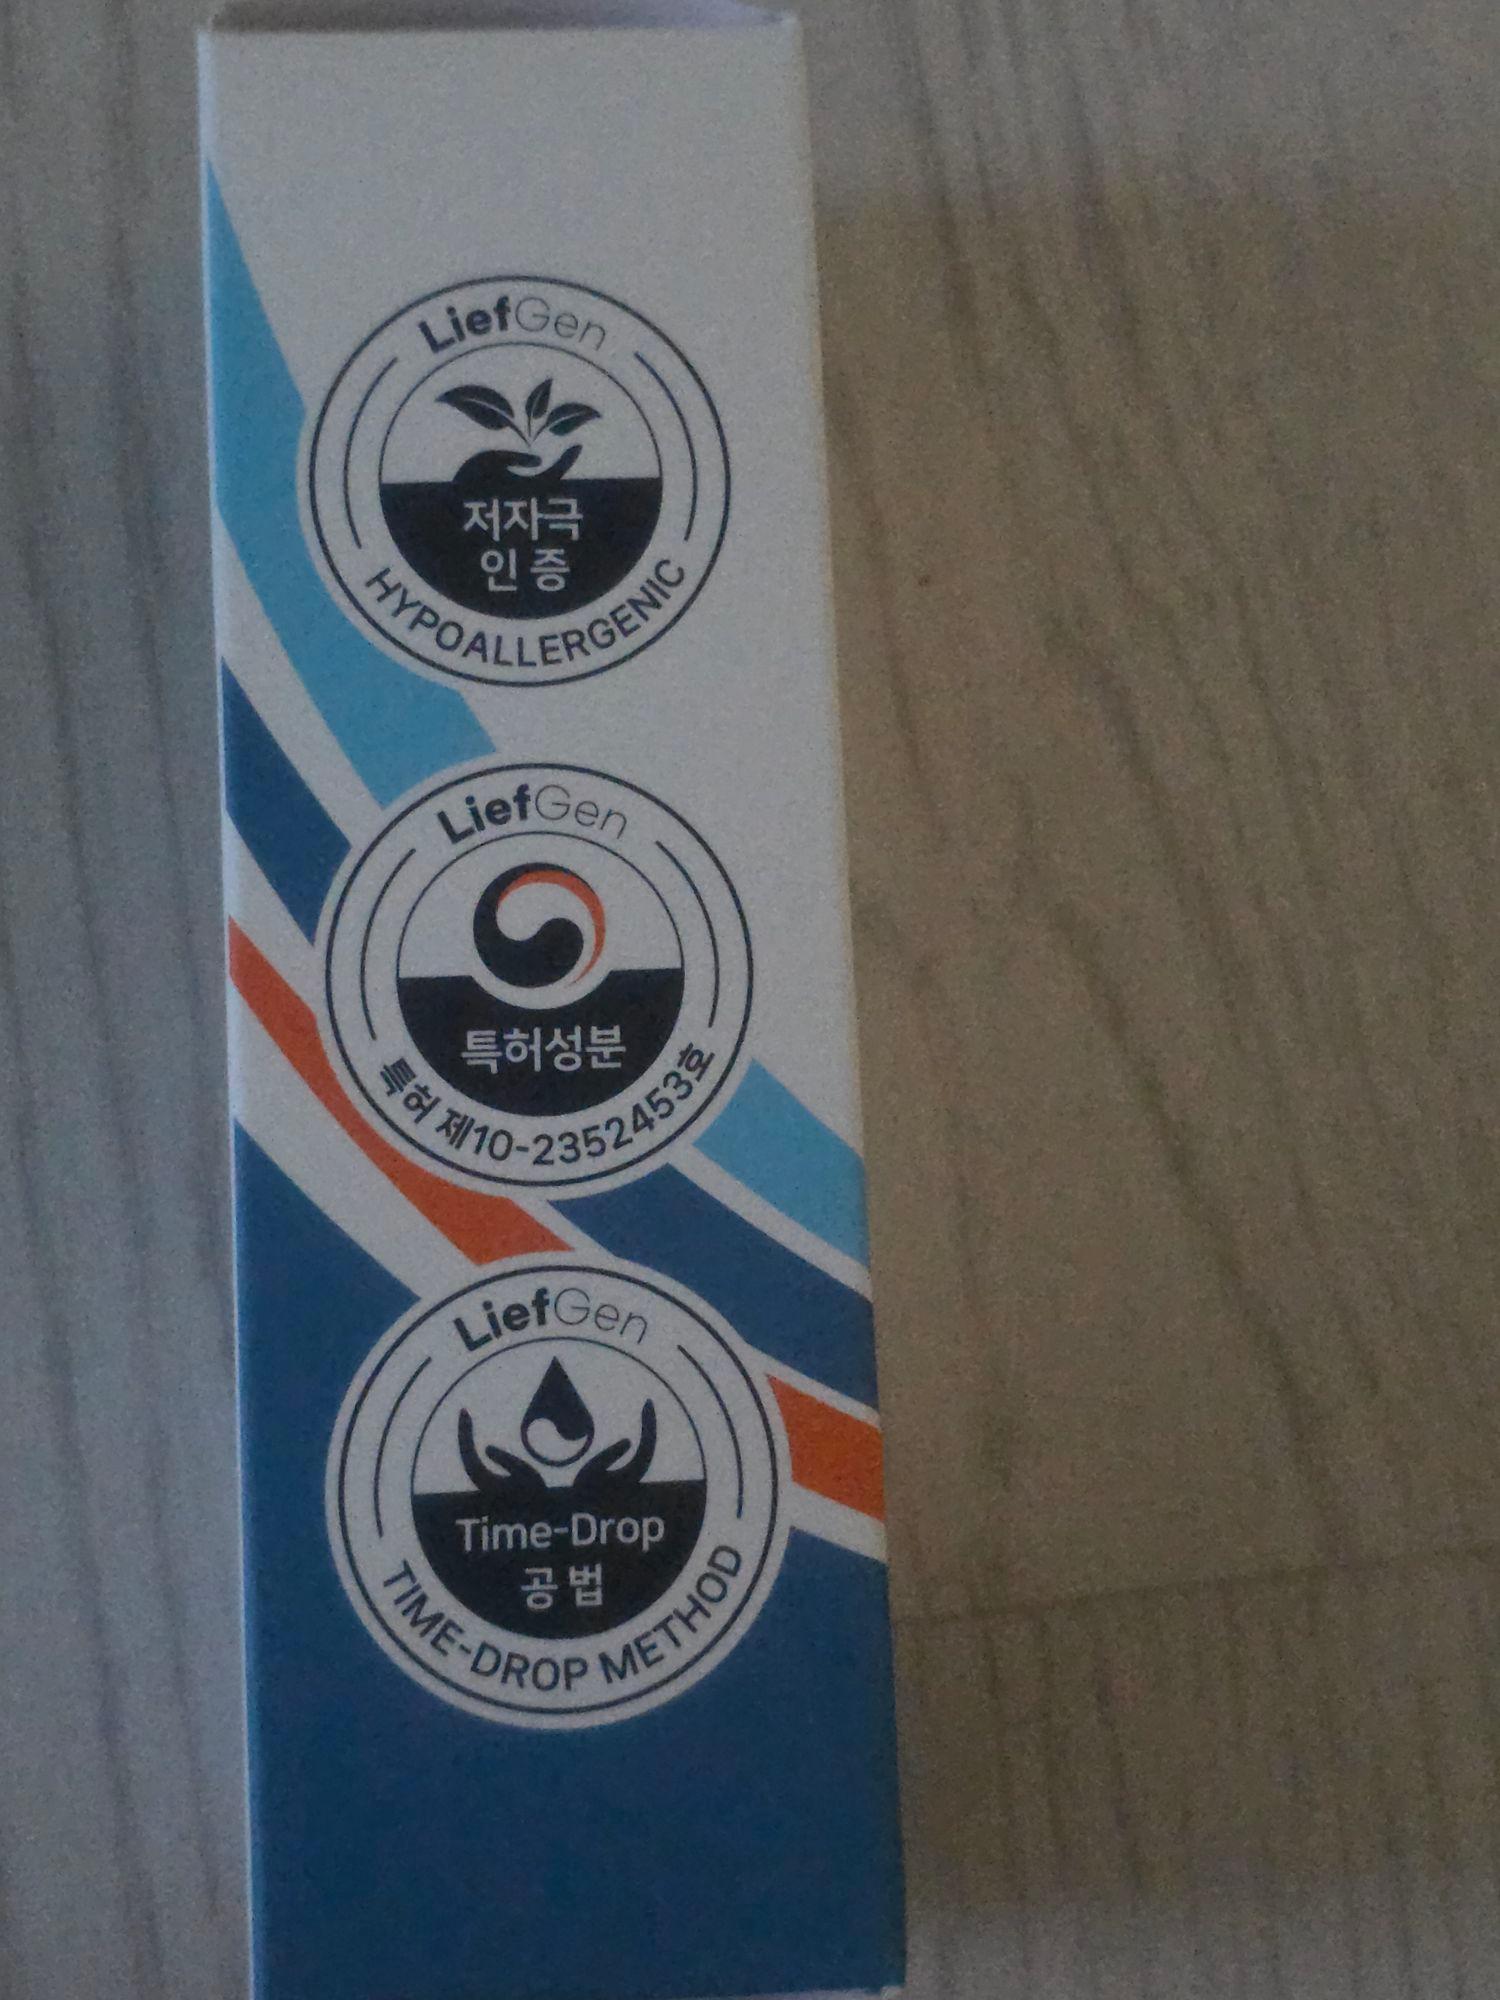 LiefGen
저자극
인 증
HYPOALLERGENIC
LiefGen
특허성분
특허 제10-2352453호
LiefGen
Time-Drop
공 법
TIME-DROP METHOD